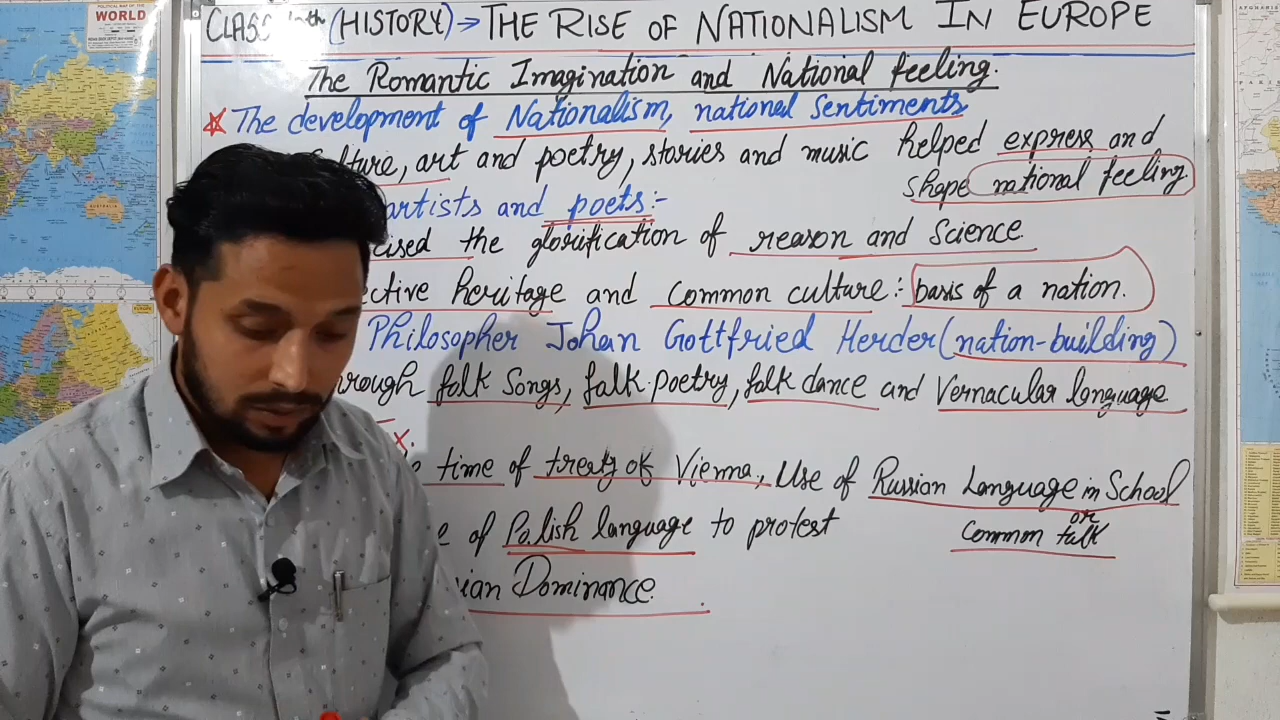 POLITICAL MAP OF THE
WORLD
CLASS 10th (HISTORY) → THE RISE OF NATIONALISM IN EUROPE
The Romantic Imagination and National feeling.
The development of Nationalism, national sentiments
art and poetry, stories and music helped express and
shape national feeling.
artists and poets:-
the glorification of reason and Science
heritage and common culture: basis of a nation.
Philosopher Johan Gottfried Herder (nation-building)
folk songs, folk poetry, folk dance and Vernacular language
time of treaty of Vienna, Use of Russian Language in School
or
Common talk
of Polish language to protest
Dominance.